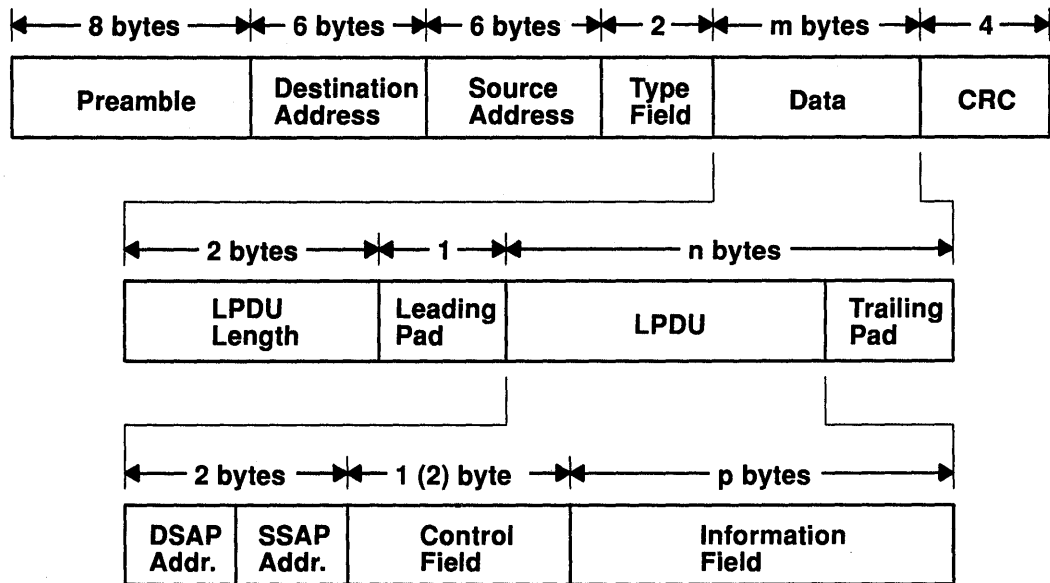 8 bytes 6 bytes 6 bytes 2 m bytes 4
Preamble Destination Address Source Address Type Field Data CRC
2 bytes 1 n bytes
LPDU Length Leading Pad LPDU Trailing Pad
2 bytes 1 (2) byte p bytes
DSAP Addr. SSAP Addr. Control Field Information Field